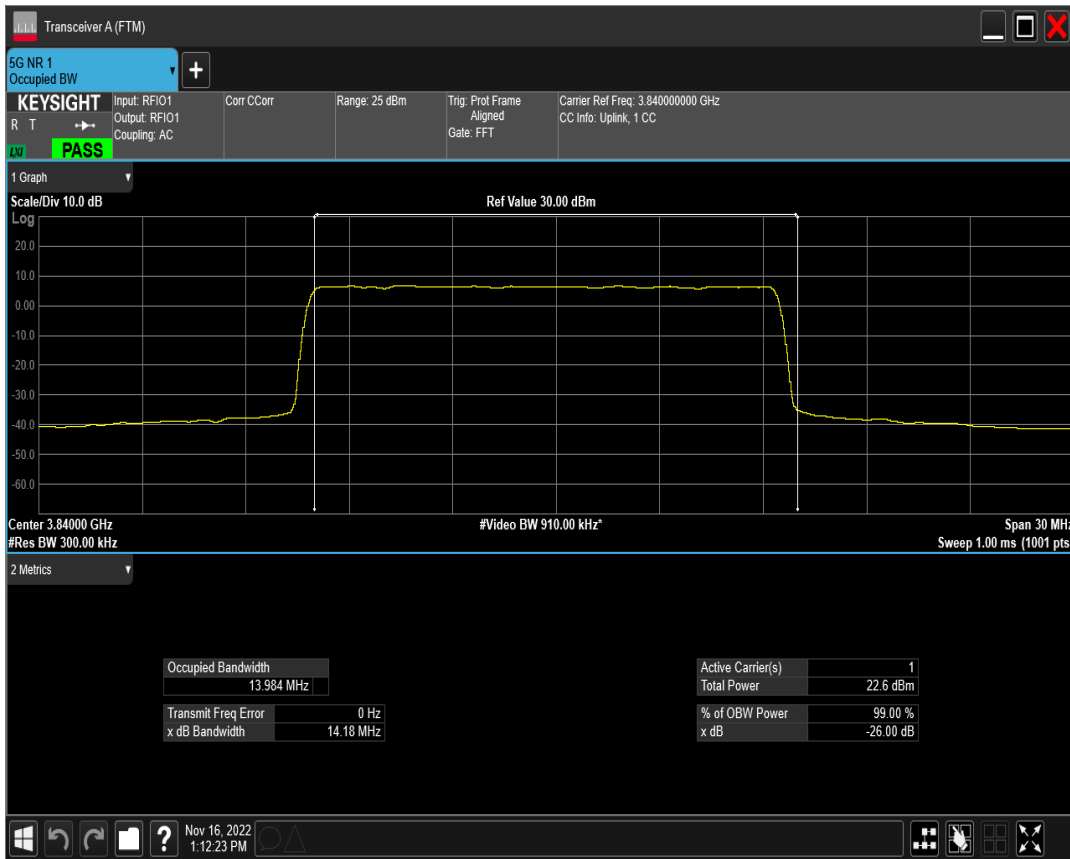 Transceiver A (FTM)
5G NR 1
Occupied BW
+
KEYSIGHT
R T
LXI
PASS
Input: RFIO1
Output: RFIO1
Coupling: AC
Corr CCorr
Range: 25 dBm
Trig: Prot Frame
Aligned
Gate: FFT
Carrier Ref Freq: 3.840000000 GHz
CC Info: Uplink, 1 CC
1 Graph
Scale/Div 10.0 dB
Ref Value 30.00 dBm
Log
20.0
10.0
0.00
-10.0
-20.0
-30.0
-40.0
-50.0
-60.0
Center 3.84000 GHz
#Video BW 910.00 kHz*
Span 30 MHz
#Res BW 300.00 kHz
Sweep 1.00 ms (1001 pts
2 Metrics
Occupied Bandwidth
13.984 MHz
Transmit Freq Error 0 Hz
x dB Bandwidth 14.18 MHz
Active Carrier(s) 1
Total Power 22.6 dBm
% of OBW Power 99.00 %
x dB -26.00 dB
?
Nov 16, 2022
1:12:23 PM